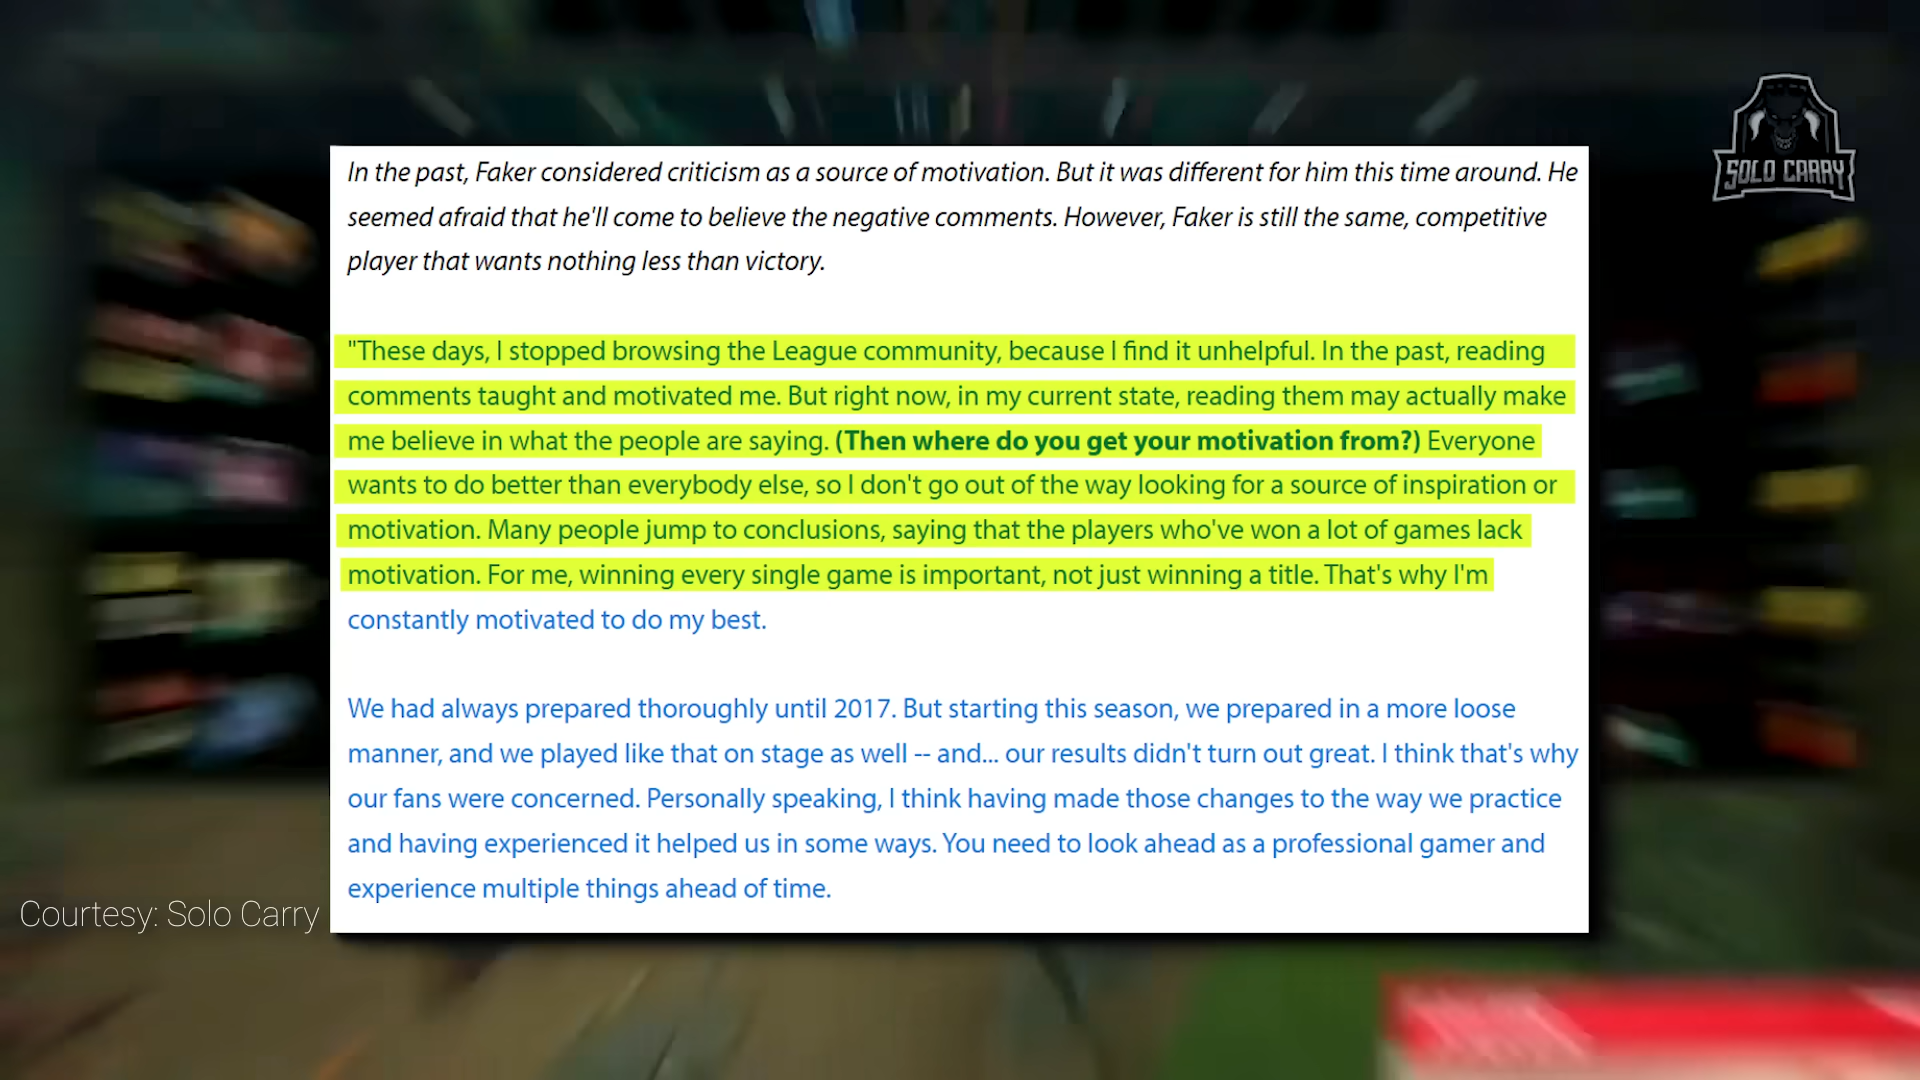 SOLO CARRY
In the past, Faker considered criticism as a source of motivation. But it was different for him this time around. He
seemed afraid that he'll come to believe the negative comments. However, Faker is still the same, competitive
player that wants nothing less than victory.
"These days, I stopped browsing the League community, because I find it unhelpful. In the past, reading
comments taught and motivated me. But right now, in my current state, reading them may actually make
me believe in what the people are saying. (Then where do you get your motivation from?) Everyone
wants to do better than everybody else, so I don't go out of the way looking for a source of inspiration or
motivation. Many people jump to conclusions, saying that the players who've won a lot of games lack
motivation. For me, winning every single game is important, not just winning a title. That's why I'm
constantly motivated to do my best.
We had always prepared thoroughly until 2017. But starting this season, we prepared in a more loose
manner, and we played like that on stage as well -- and... our results didn't turn out great. I think that's why
our fans were concerned. Personally speaking, I think having made those changes to the way we practice
and having experienced it helped us in some ways. You need to look ahead as a professional gamer and
experience multiple things ahead of time.
Courtesy: Solo Carry